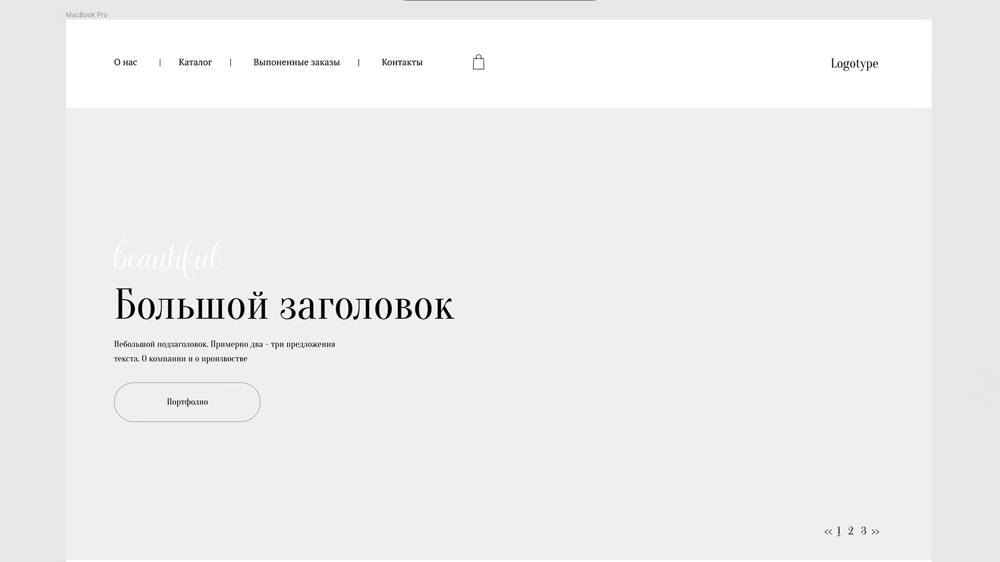 MacBook Pro
О нас | Каталог | Выпоненные заказы | Контакты
Logotype
beautiful
Большой заголовок
Небольшой подзаголовок. Примерно два - три предложения
текста. О компании и о произвостве
Портфолио
<< 1 2 3 >>